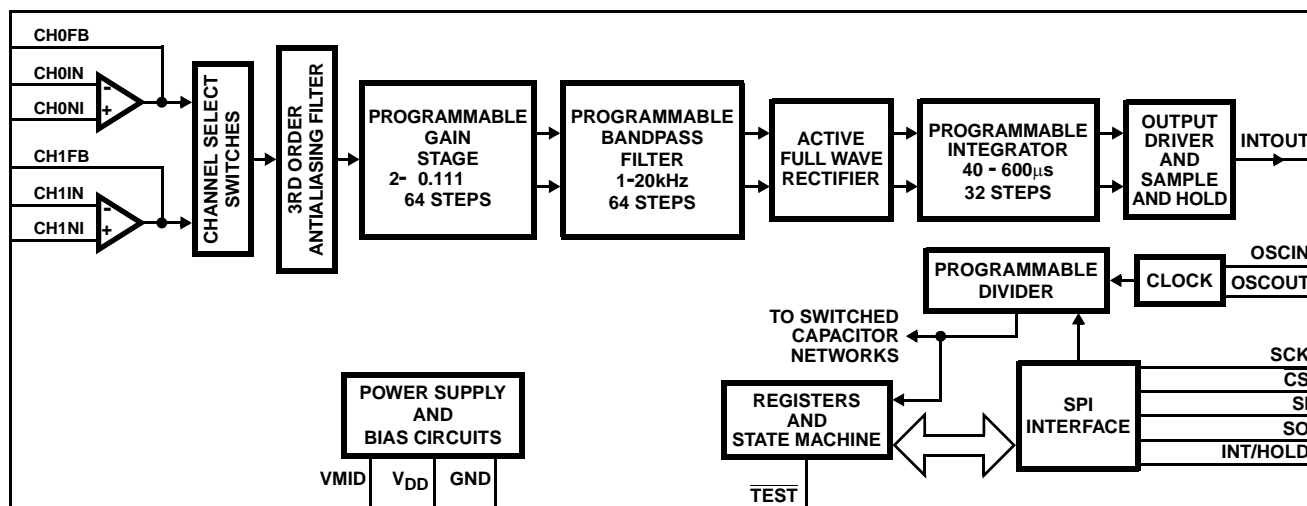 CH0FB
CH0IN
CH0NI
-
+
CH1FB
CH1IN
CH1NI
-
+
CHANNEL SELECT
SWITCHES
3RD ORDER
ANTIALIASING FILTER
PROGRAMMABLE
GAIN
STAGE
2- 0.111
64 STEPS
PROGRAMMABLE
BANDPASS
FILTER
1-20kHz
64 STEPS
ACTIVE
FULL WAVE
RECTIFIER
PROGRAMMABLE
INTEGRATOR
40 - 600μs
32 STEPS
OUTPUT
DRIVER
AND
SAMPLE
AND HOLD
INTOUT
PROGRAMMABLE
DIVIDER
CLOCK
OSCIN
OSCOUT
TO SWITCHED
CAPACITOR
NETWORKS
POWER SUPPLY
AND
BIAS CIRCUITS
VMID
VDD
GND
REGISTERS
AND
STATE MACHINE
TEST
SPI
INTERFACE
SCK
CS
SI
SO
INT/HOLD